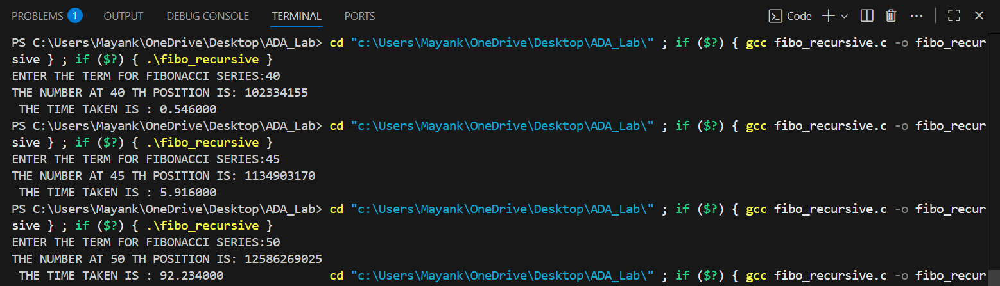 PROBLEMS 1 OUTPUT DEBUG CONSOLE TERMINAL PORTS Code
PS C:\Users\Mayank\OneDrive\Desktop\ADA_Lab> cd "c:\Users\Mayank\OneDrive\Desktop\ADA_Lab\" ; if ($?) { gcc fibo_recursive.c -o fibo_recur
sive } ; if ($?) { .\fibo_recursive }
ENTER THE TERM FOR FIBONACCI SERIES:40
THE NUMBER AT 40 TH POSITION IS: 102334155
 THE TIME TAKEN IS : 0.546000
PS C:\Users\Mayank\OneDrive\Desktop\ADA_Lab> cd "c:\Users\Mayank\OneDrive\Desktop\ADA_Lab\" ; if ($?) { gcc fibo_recursive.c -o fibo_recur
sive } ; if ($?) { .\fibo_recursive }
ENTER THE TERM FOR FIBONACCI SERIES:45
THE NUMBER AT 45 TH POSITION IS: 1134903170
 THE TIME TAKEN IS : 5.916000
PS C:\Users\Mayank\OneDrive\Desktop\ADA_Lab> cd "c:\Users\Mayank\OneDrive\Desktop\ADA_Lab\" ; if ($?) { gcc fibo_recursive.c -o fibo_recur
sive } ; if ($?) { .\fibo_recursive }
ENTER THE TERM FOR FIBONACCI SERIES:50
THE NUMBER AT 50 TH POSITION IS: 12586269025
 THE TIME TAKEN IS : 92.234000               cd "c:\Users\Mayank\OneDrive\Desktop\ADA_Lab\" ; if ($?) { gcc fibo_recursive.c -o fibo_recur